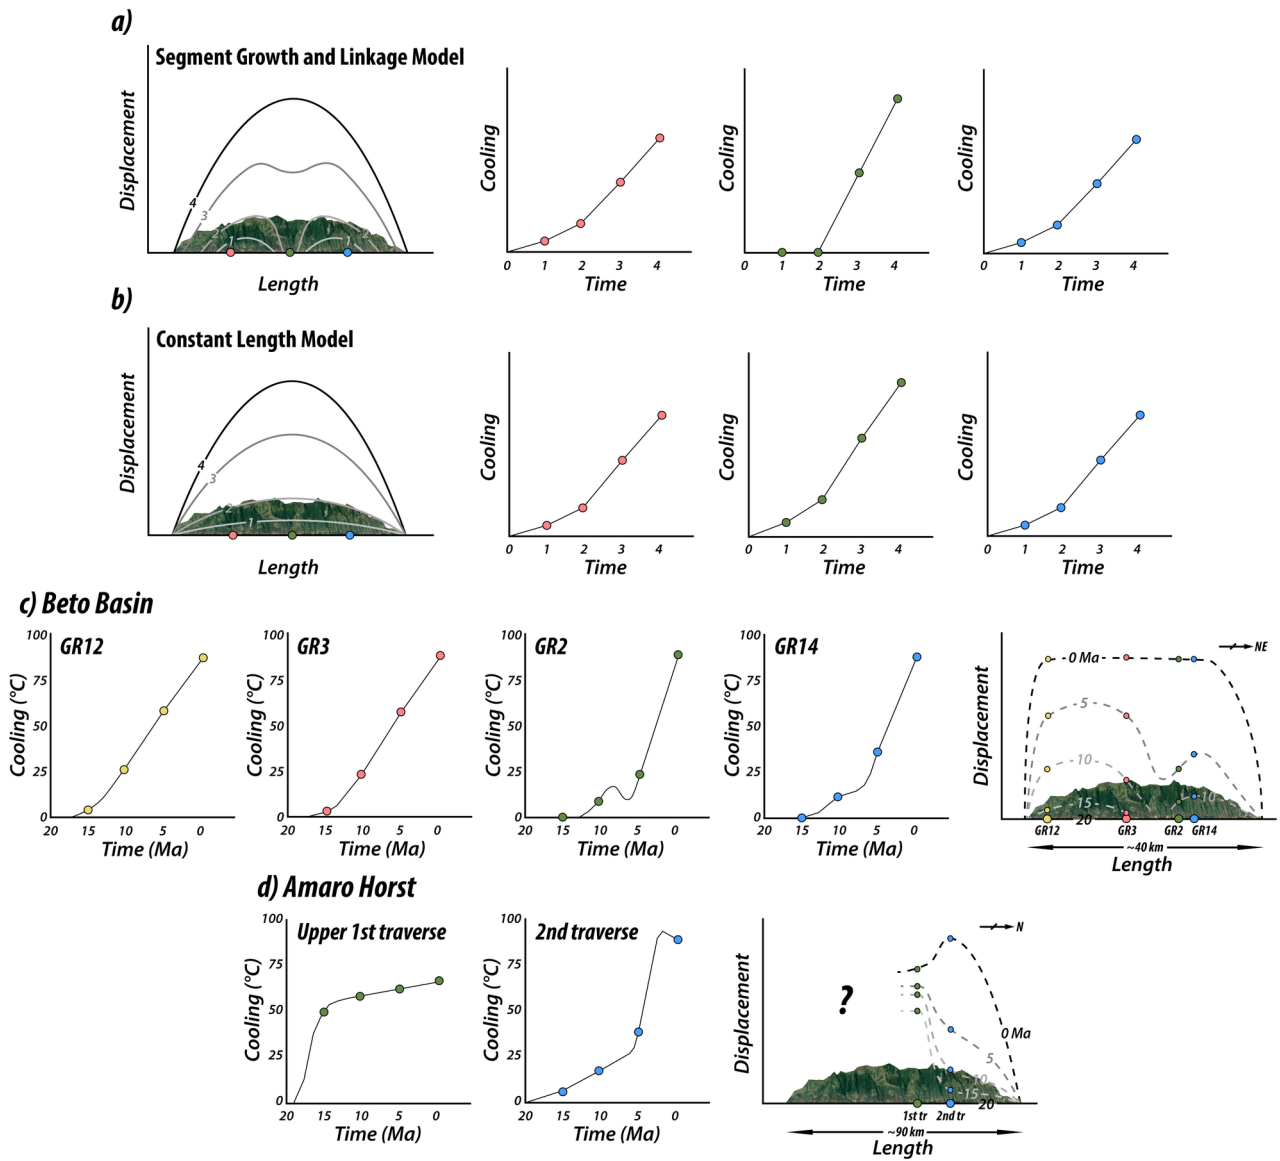 a)
Segment Growth and Linkage Model
Displacement
4
3
2
2
1
1
Length
Cooling
0 1 2 3 4
Time
Cooling
0 1 2 3 4
Time
Cooling
0 1 2 3 4
Time
b)
Constant Length Model
Displacement
4
3
2
1
Length
Cooling
0 1 2 3 4
Time
Cooling
0 1 2 3 4
Time
Cooling
0 1 2 3 4
Time
c) Beto Basin
GR12
Cooling (°C)
100
75
50
25
0
20 15 10 5 0
Time (Ma)
GR3
Cooling (°C)
100
75
50
25
0
20 15 10 5 0
Time (Ma)
GR2
Cooling (°C)
100
75
50
25
0
20 15 10 5 0
Time (Ma)
GR14
Cooling (°C)
100
75
50
25
0
20 15 10 5 0
Time (Ma)
NE
Displacement
0 Ma
5
10
10
15
20
GR12 GR3 GR2 GR14
~40 km
Length
d) Amaro Horst
Upper 1st traverse
Cooling (°C)
100
75
50
25
0
20 15 10 5 0
Time (Ma)
2nd traverse
Cooling (°C)
100
75
50
25
0
20 15 10 5 0
Time (Ma)
N
Displacement
?
0 Ma
5
10
15
20
1st tr 2nd tr
~90 km
Length